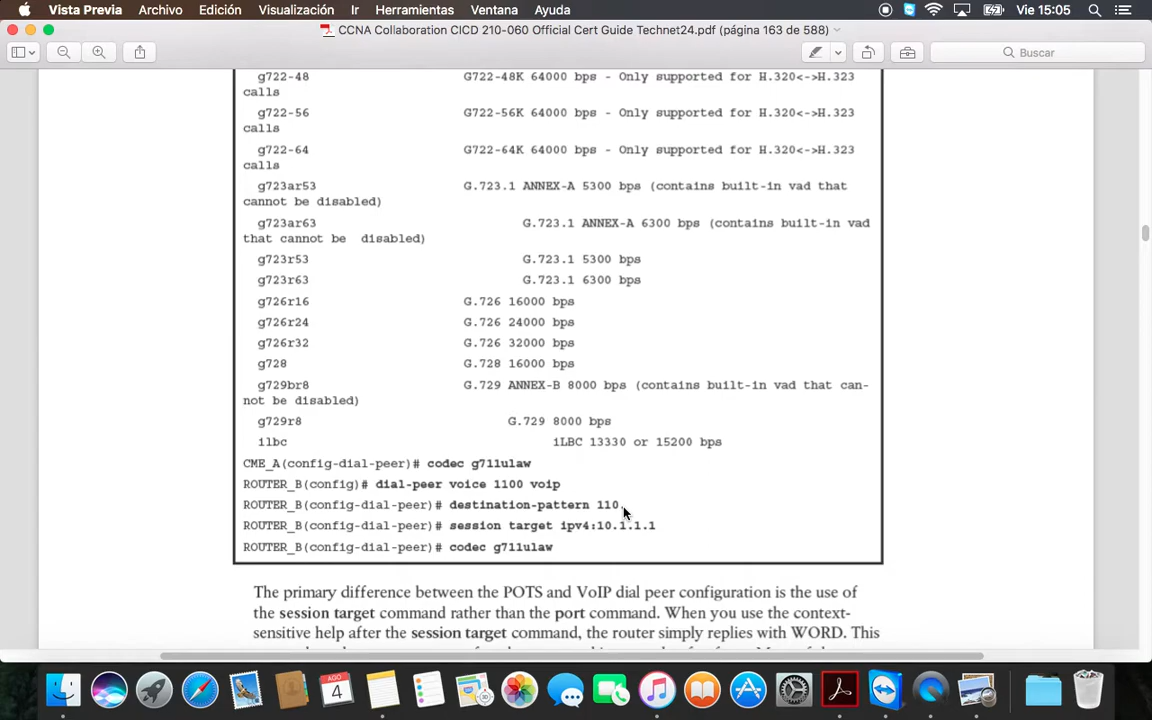 Vista Previa Archivo Edición Visualización Ir Herramientas Ventana Ayuda Vie 15:05
CCNA Collaboration CICD 210-060 Official Cert Guide Technet24.pdf (página 163 de 588)
Buscar
g722-48 G722-48K 64000 bps - Only supported for H.320<->H.323
calls
g722-56 G722-56K 64000 bps - Only supported for H.320<->H.323
calls
g722-64 G722-64K 64000 bps - Only supported for H.320<->H.323
calls
g723ar53 G.723.1 ANNEX-A 5300 bps (contains built-in vad that
cannot be disabled)
g723ar63 G.723.1 ANNEX-A 6300 bps (contains built-in vad
that cannot be disabled)
g723r53 G.723.1 5300 bps
g723r63 G.723.1 6300 bps
g726r16 G.726 16000 bps
g726r24 G.726 24000 bps
g726r32 G.726 32000 bps
g728 G.728 16000 bps
g729br8 G.729 ANNEX-B 8000 bps (contains built-in vad that can-
not be disabled)
g729r8 G.729 8000 bps
ilbc iLBC 13330 or 15200 bps
CME_A(config-dial-peer)# codec g711ulaw
ROUTER_B(config)# dial-peer voice 1100 voip
ROUTER_B(config-dial-peer)# destination-pattern 110.
ROUTER_B(config-dial-peer)# session target ipv4:10.1.1.1
ROUTER_B(config-dial-peer)# codec g711ulaw
The primary difference between the POTS and VoIP dial peer configuration is the use of
the session target command rather than the port command. When you use the context-
sensitive help after the session target command, the router simply replies with WORD. This
AGO
4